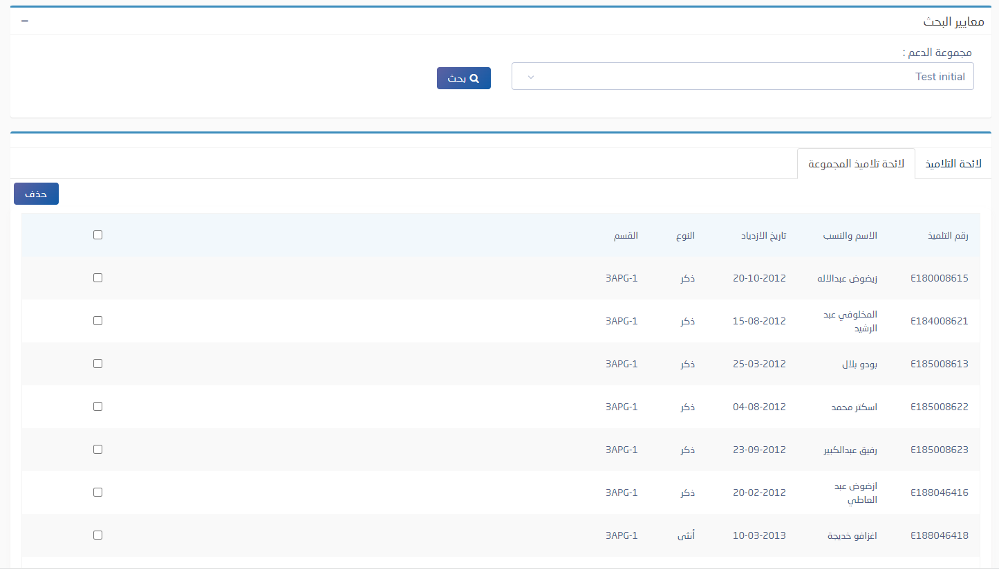 معايير البحث
مجموعة الدعم :
Test initial
بحث
لائحة التلاميذ
لائحة تلاميذ المجموعة
حذف
رقم التلميذ الاسم والنسب تاريخ الازدياد النوع القسم
E180008615 زيضوض عبدالاله 20-10-2012 ذكر 3APG-1
E184008621 المخلوفي عبد الرشيد 15-08-2012 ذكر 3APG-1
E185008613 بودو بلال 25-03-2012 ذكر 3APG-1
E185008622 اسكتر محمد 04-08-2012 ذكر 3APG-1
E185008623 رفيق عبدالكبير 23-09-2012 ذكر 3APG-1
E188046416 ازضوض عبد العاطي 20-02-2012 ذكر 3APG-1
E188046418 اغزافو خديجة 10-03-2013 أنثى 3APG-1